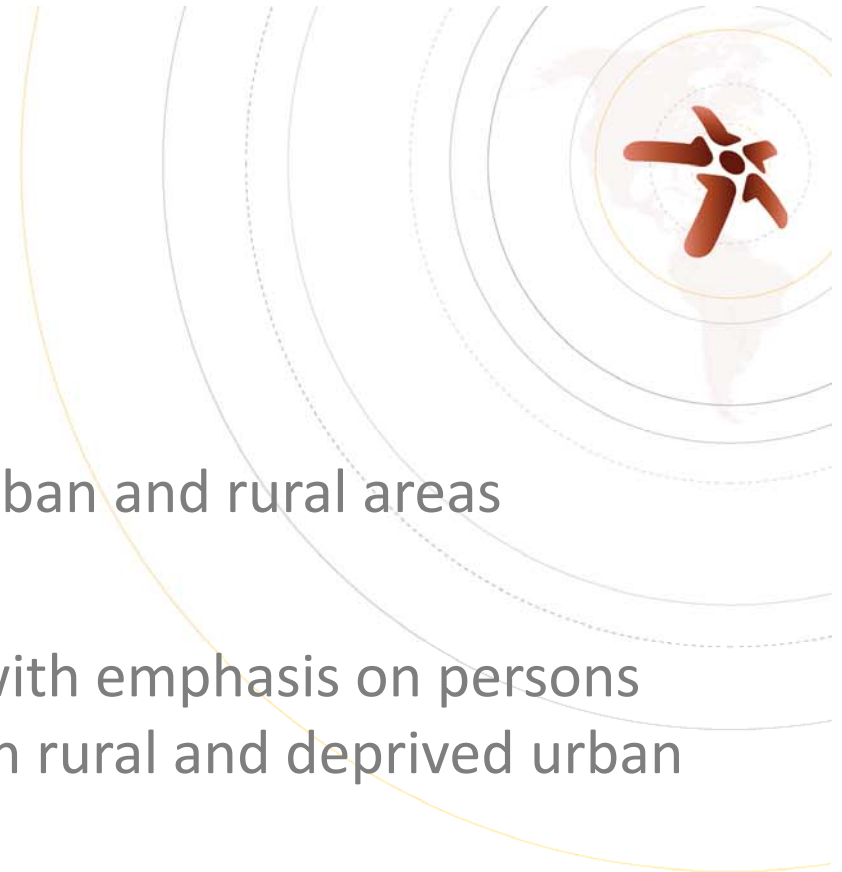 ban and rural areas
with emphasis on persons
n rural and deprived urban